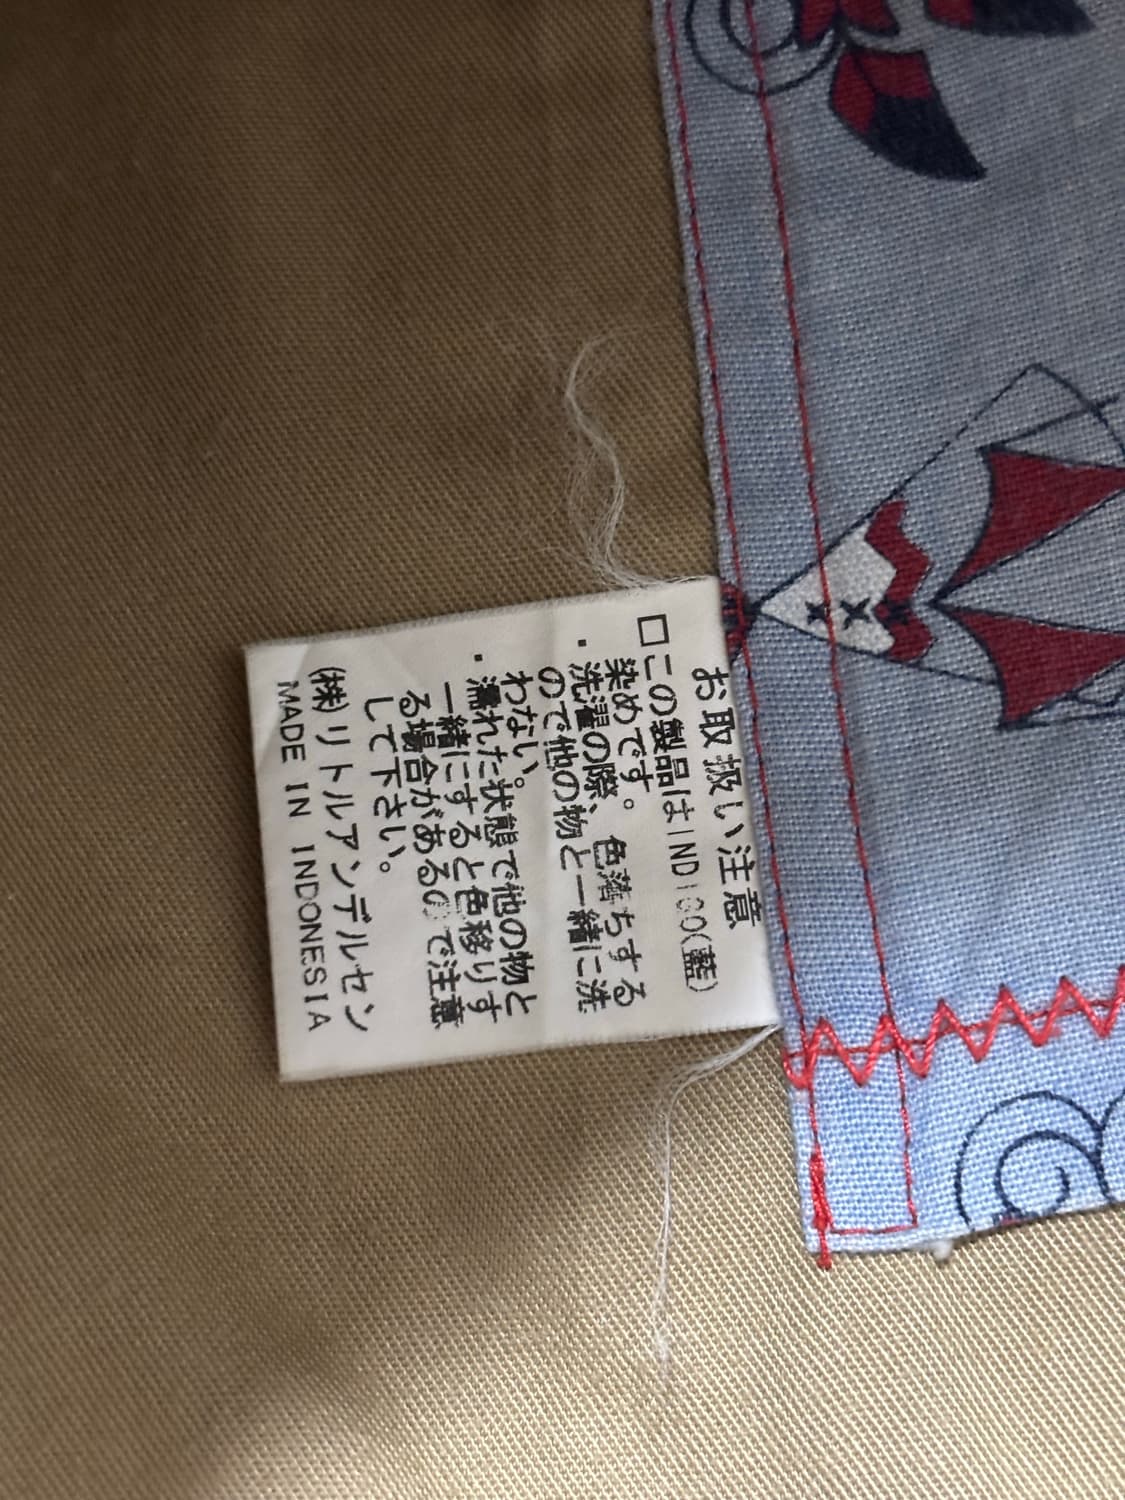 お取扱い注意
□この製品はINDIGO(藍)
染めです。 色落ちする
・洗濯の際、
ので他の物と一緒に洗
わない。
・濡れた状態で他の物と
一緒にすると色移りす
る場合があるので注意
して下さい。
(株)リトルアンデルセン
MADE IN INDONESIA